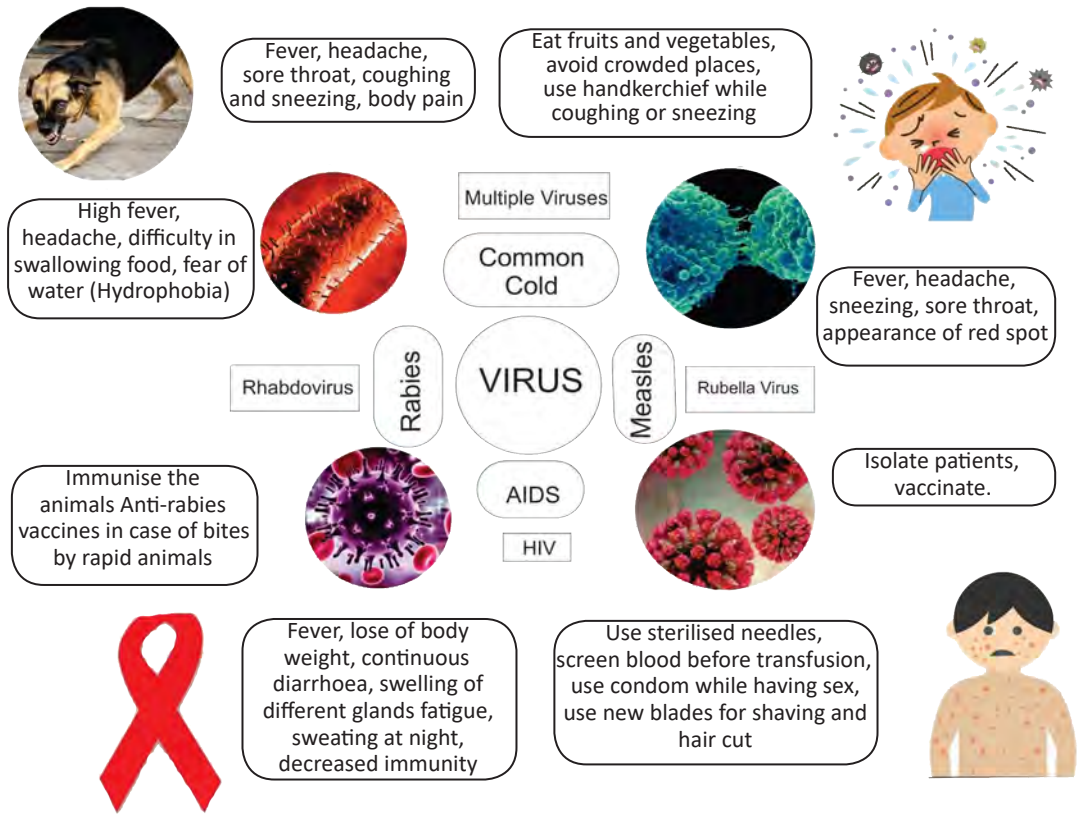 Fever, headache,
sore throat, coughing
and sneezing, body pain
Eat fruits and vegetables,
avoid crowded places,
use handkerchief while
coughing or sneezing
High fever,
headache, difficulty in
swallowing food, fear of
water (Hydrophobia)
Multiple Viruses
Common
Cold
Fever, headache,
sneezing, sore throat,
appearance of red spot
Rhabdovirus
Rabies
VIRUS
Measles
Rubella Virus
Immunise the
animals Anti-rabies
vaccines in case of bites
by rapid animals
AIDS
HIV
Isolate patients,
vaccinate.
Fever, lose of body
weight, continuous
diarrhoea, swelling of
different glands fatigue,
sweating at night,
decreased immunity
Use sterilised needles,
screen blood before transfusion,
use condom while having sex,
use new blades for shaving and
hair cut